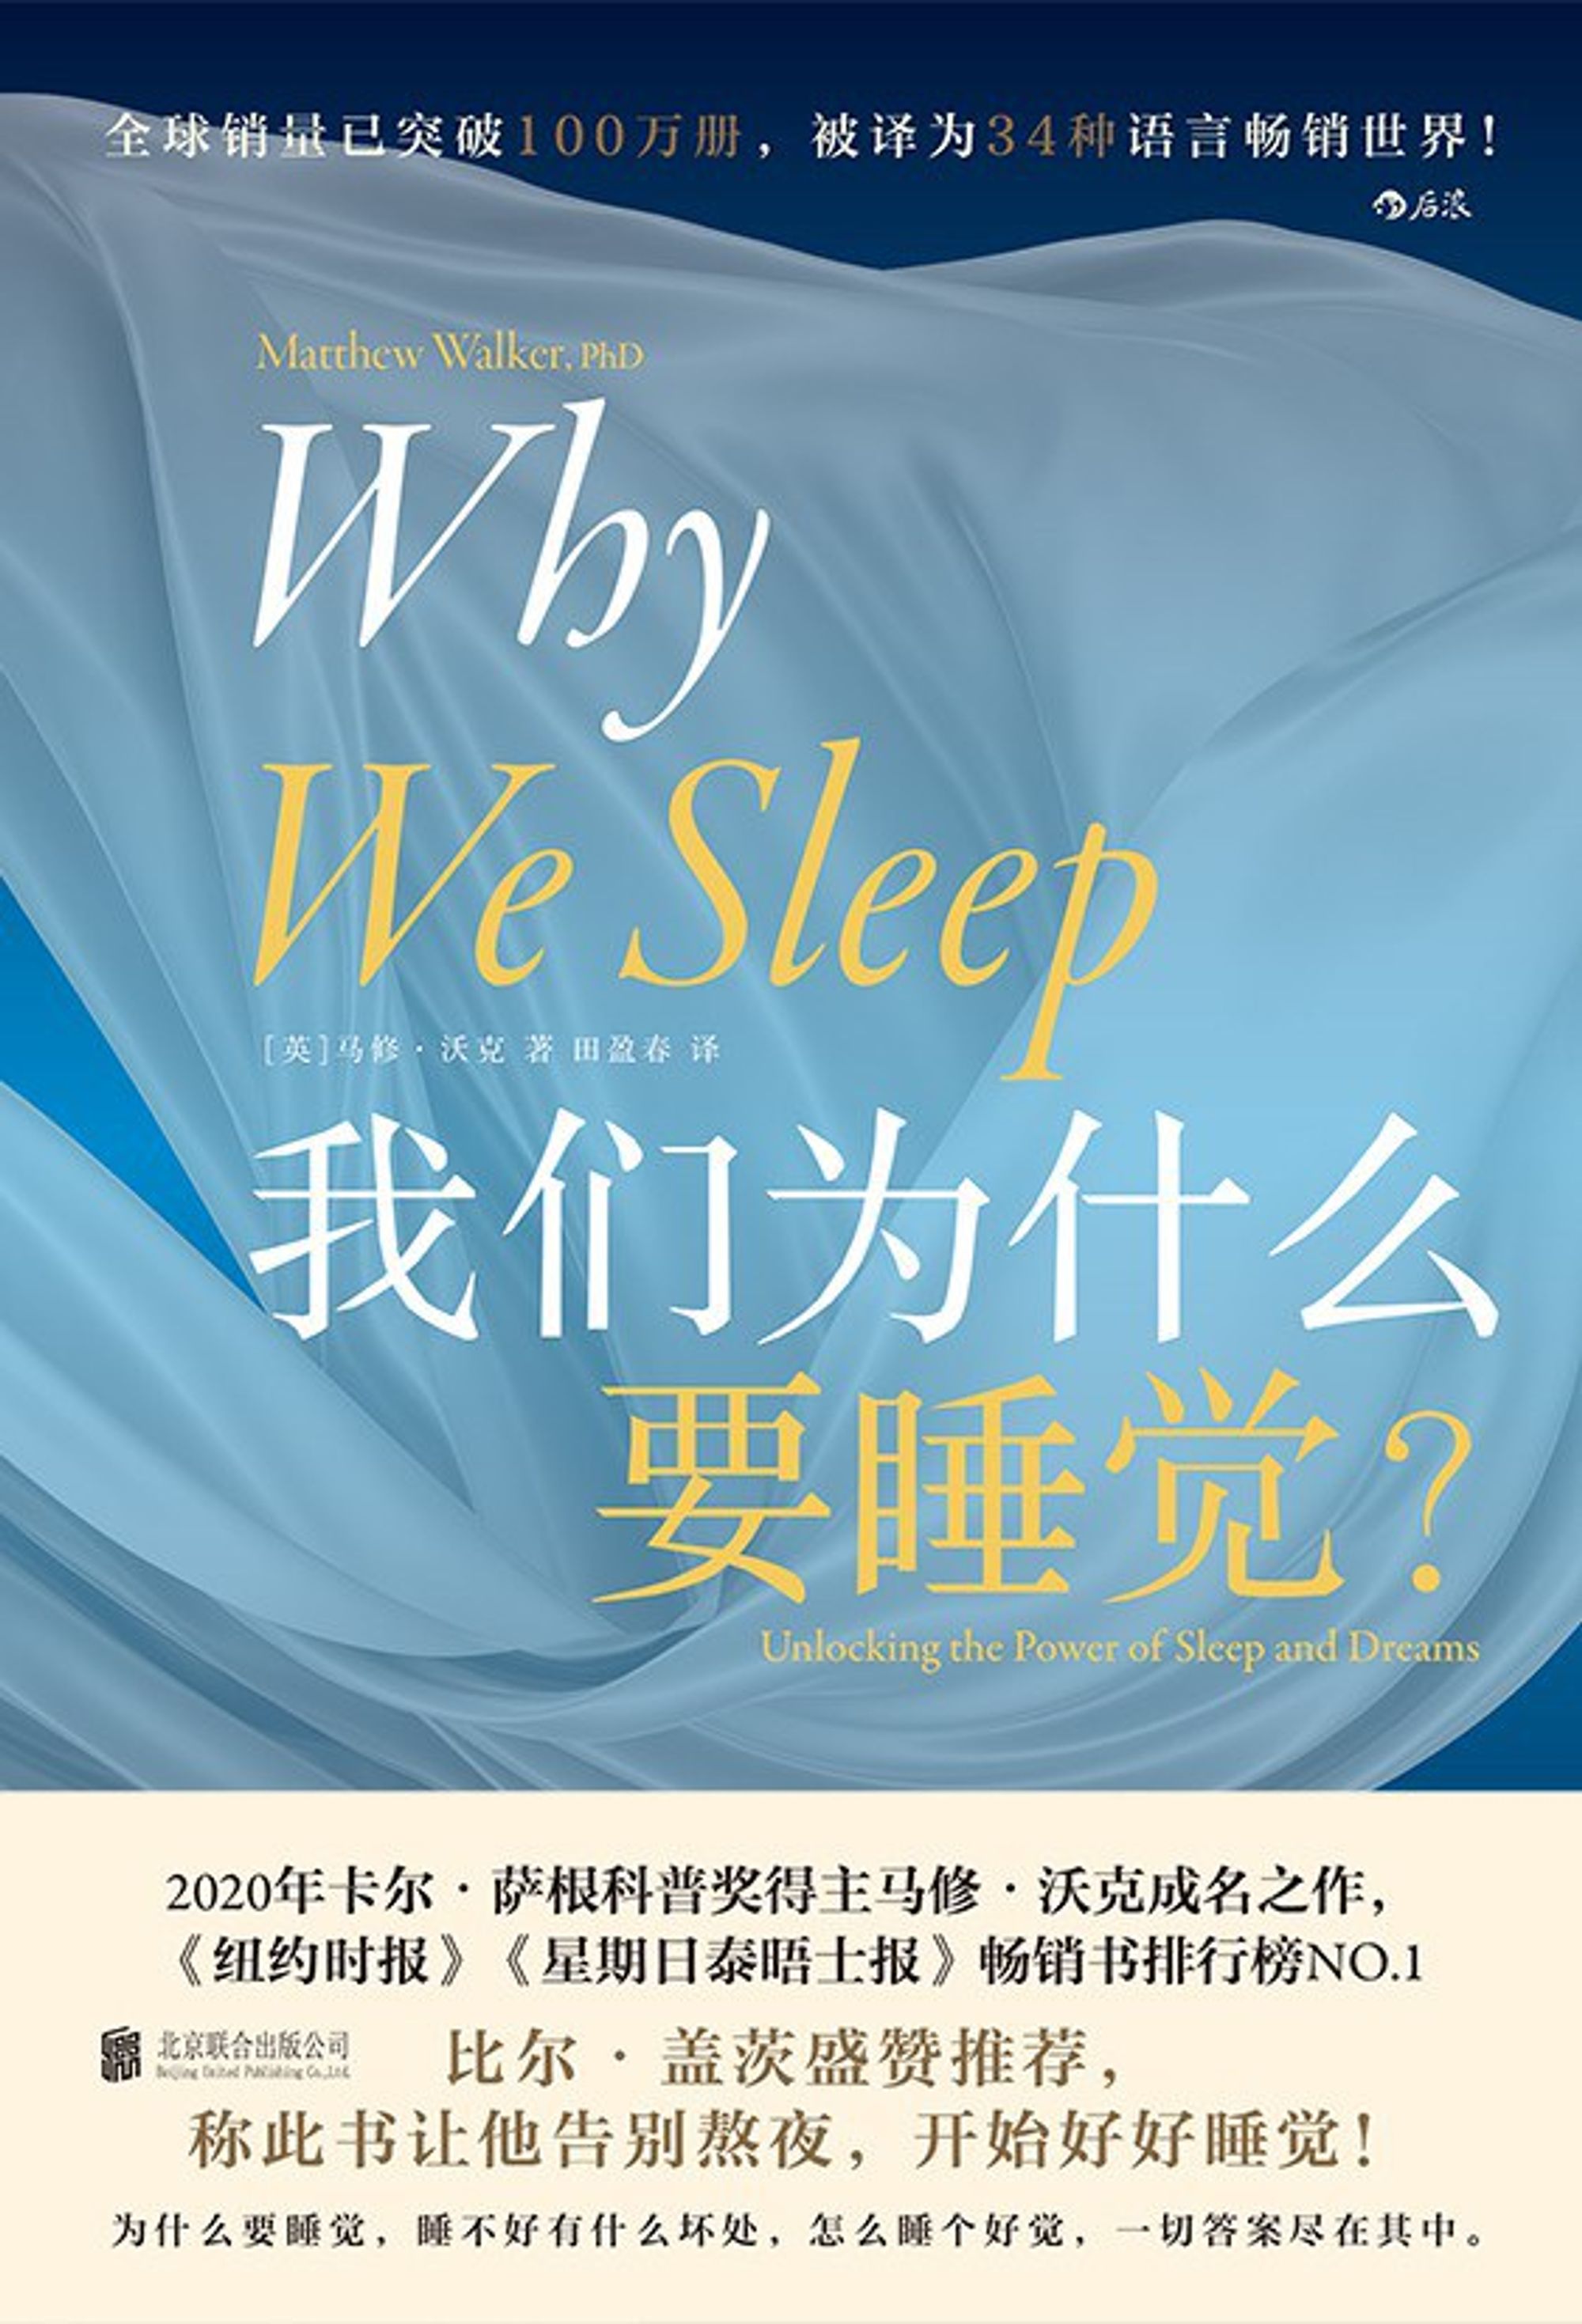 全球销量已突破100万册，被译为34种语言畅销世界！
后浪
Matthew Walker, PhD
Why
We Sleep
[英]马修·沃克 著 田盈春 译
我们为什么
要睡觉？
Unlocking the Power of Sleep and Dreams
2020年卡尔·萨根科普奖得主马修·沃克成名之作，
《纽约时报》《星期日泰晤士报》畅销书排行榜NO.1
北京联合出版公司
Beijing United Publishing Co.,Ltd.
比尔·盖茨盛赞推荐，
称此书让他告别熬夜，开始好好睡觉！
为什么要睡觉，睡不好有什么坏处，怎么睡个好觉，一切答案尽在其中。